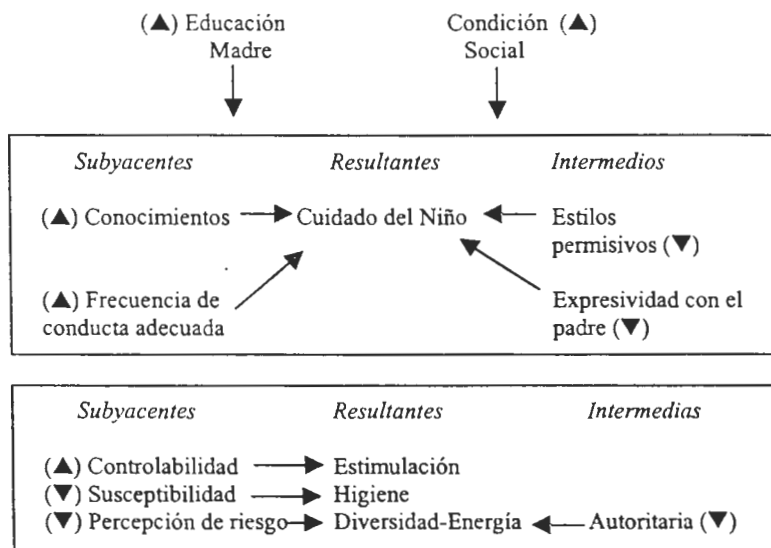 (▲) Educación Condición (▲)
Madre Social
Subyacentes Resultantes Intermedios
(▲) Conocimientos Cuidado del Niño Estilos
permisivos (▼)
(▲) Frecuencia de Expresividad con el
conducta adecuada padre (▼)
Subyacentes Resultantes Intermedias
(▲) Controlabilidad Estimulación
(▼) Susceptibilidad Higiene
(▼) Percepción de riesgo Diversidad-Energía Autoritaria (▼)